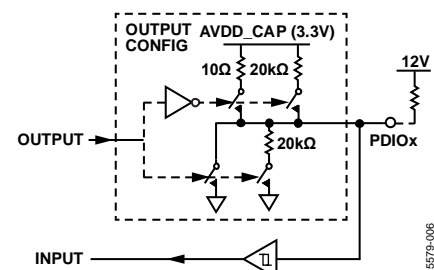 OUTPUT AVDD_CAP (3.3V)
CONFIG
10Ω 20kΩ
12V
OUTPUT
20kΩ
PDIOx
INPUT
5579-006